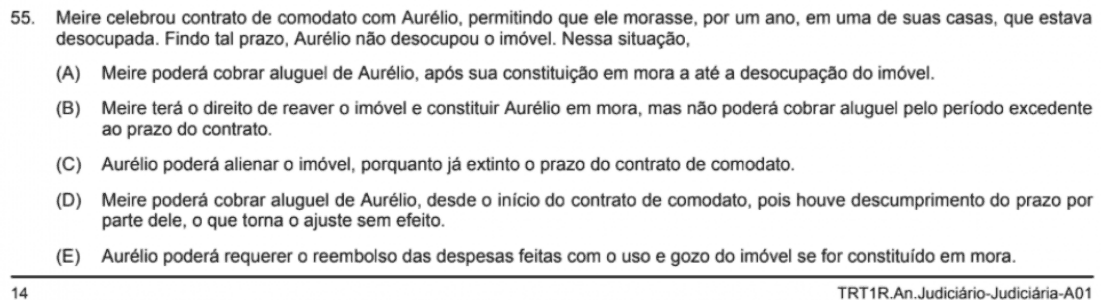 55. Meire celebrou contrato de comodato com Aurélio, permitindo que ele morasse, por um ano, em uma de suas casas, que estava
desocupada. Findo tal prazo, Aurélio não desocupou o imóvel. Nessa situação,
(A) Meire poderá cobrar aluguel de Aurélio, após sua constituição em mora a até a desocupação do imóvel.
(B) Meire terá o direito de reaver o imóvel e constituir Aurélio em mora, mas não poderá cobrar aluguel pelo período excedente
ao prazo do contrato.
(C) Aurélio poderá alienar o imóvel, porquanto já extinto o prazo do contrato de comodato.
(D) Meire poderá cobrar aluguel de Aurélio, desde o início do contrato de comodato, pois houve descumprimento do prazo por
parte dele, o que torna o ajuste sem efeito.
(E) Aurélio poderá requerer o reembolso das despesas feitas com o uso e gozo do imóvel se for constituído em mora.
14 TRT1R.An.Judiciário-Judiciária-A01